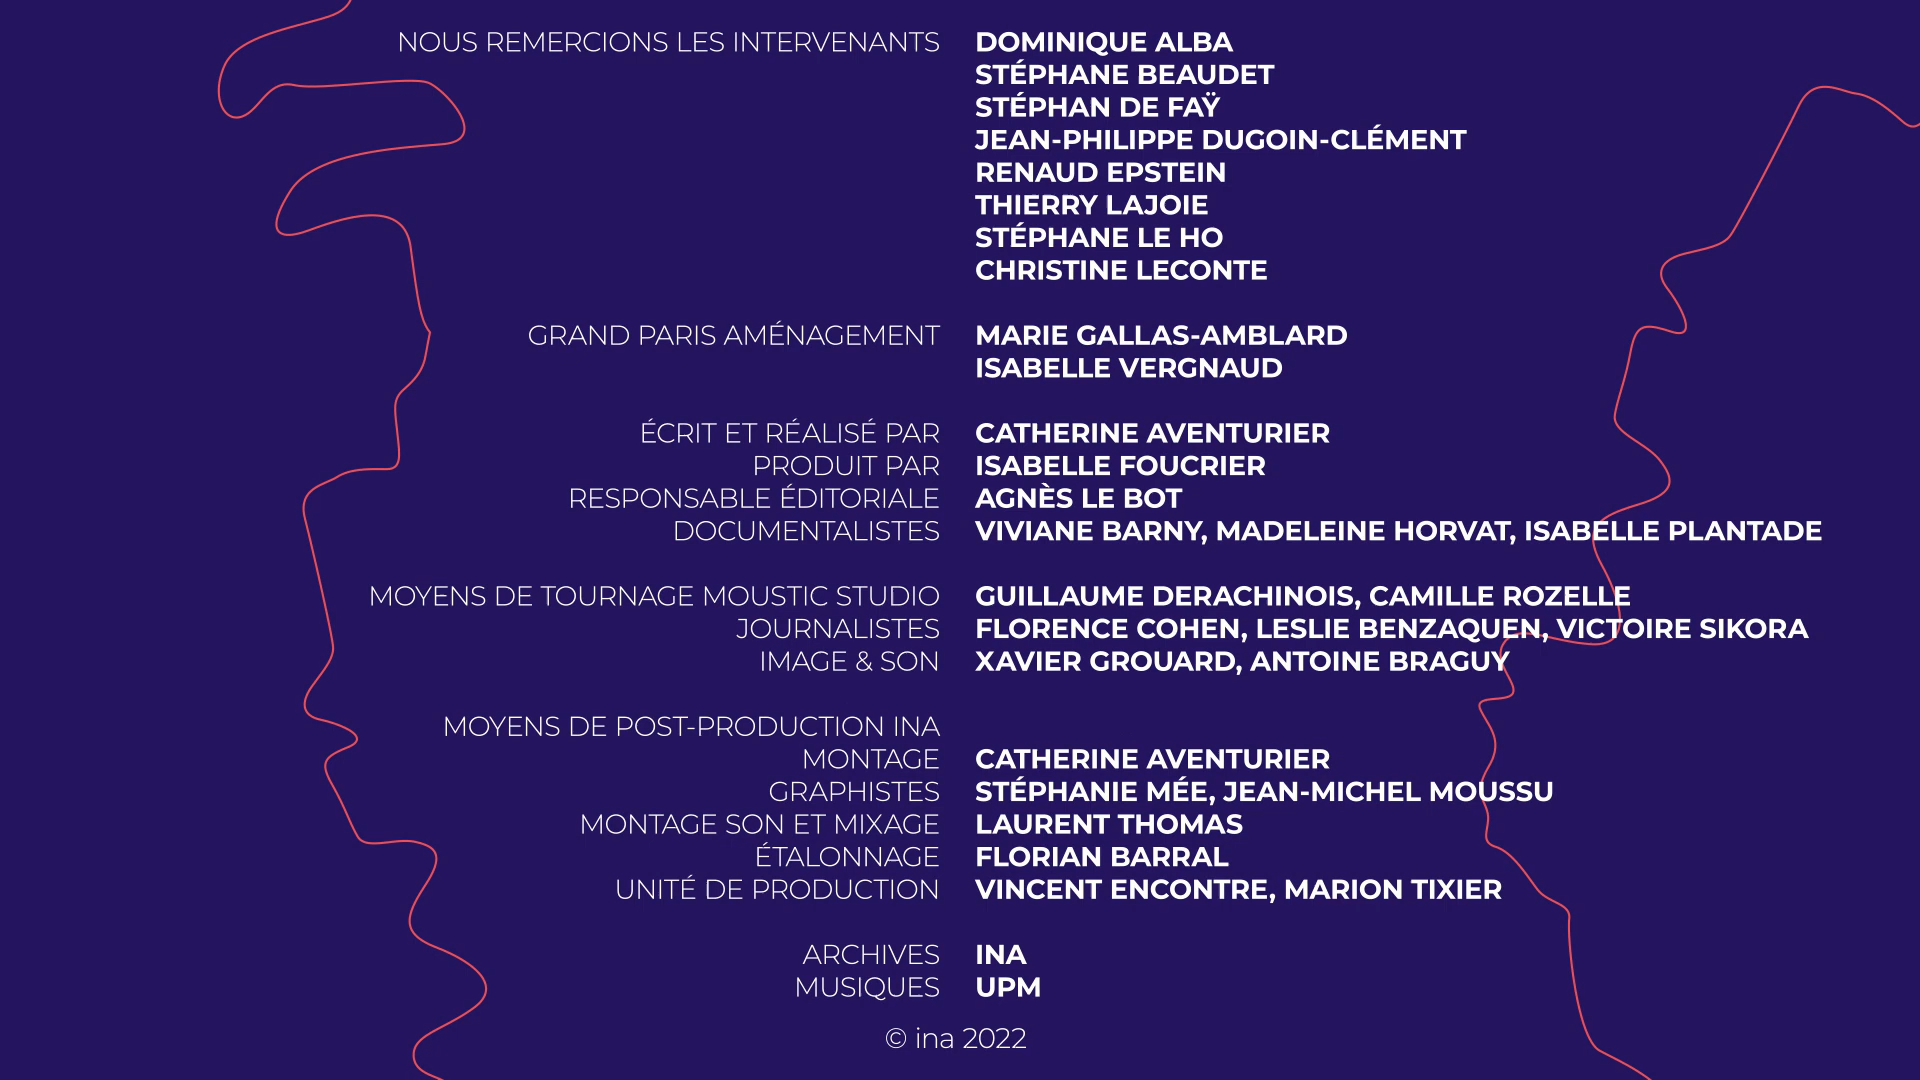 NOUS REMERCIONS LES INTERVENANTS DOMINIQUE ALBA
STÉPHANE BEAUDET
STÉPHAN DE FAŸ
JEAN-PHILIPPE DUGOIN-CLÉMENT
RENAUD EPSTEIN
THIERRY LAJOIE
STÉPHANE LE HO
CHRISTINE LECONTE
GRAND PARIS AMÉNAGEMENT MARIE GALLAS-AMBLARD
ISABELLE VERGNAUD
ÉCRIT ET RÉALISÉ PAR CATHERINE AVENTURIER
PRODUIT PAR ISABELLE FOUCRIER
RESPONSABLE ÉDITORIALE AGNÈS LE BOT
DOCUMENTALISTES VIVIANE BARNY, MADELEINE HORVAT, ISABELLE PLANTADE
MOYENS DE TOURNAGE MOUSTIC STUDIO GUILLAUME DERACHINOIS, CAMILLE ROZELLE
JOURNALISTES FLORENCE COHEN, LESLIE BENZAQUEN, VICTOIRE SIKORA
IMAGE & SON XAVIER GROUARD, ANTOINE BRAGUY
MOYENS DE POST-PRODUCTION INA
MONTAGE CATHERINE AVENTURIER
GRAPHISTES STÉPHANIE MÉE, JEAN-MICHEL MOUSSU
MONTAGE SON ET MIXAGE LAURENT THOMAS
ÉTALONNAGE FLORIAN BARRAL
UNITÉ DE PRODUCTION VINCENT ENCONTRE, MARION TIXIER
ARCHIVES INA
MUSIQUES UPM
© ina 2022